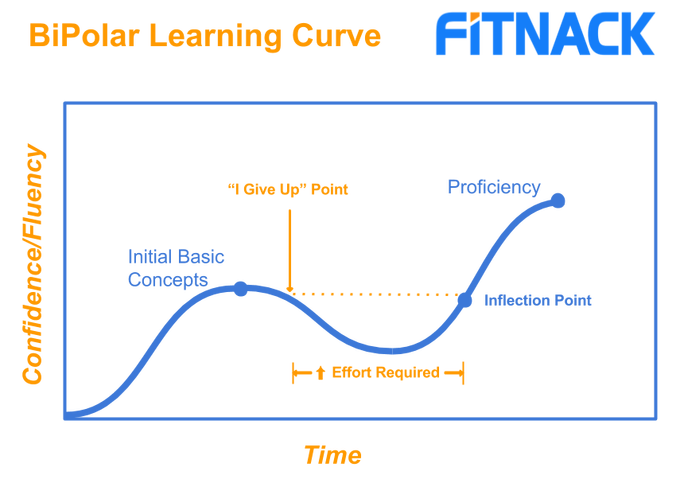 BiPolar Learning Curve
FiTNACK
Confidence/Fluency
“I Give Up” Point
Proficiency
Initial Basic
Concepts
Inflection Point
Effort Required
Time